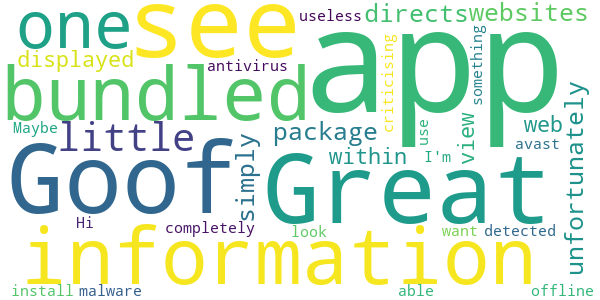 one see useless directs websites
displayed antivirus criticising something app
bundled
Maybe little package use view web
Goof simply within I'm avast unfortunately
Great
Hi completely look want detected
information
install malware able offline